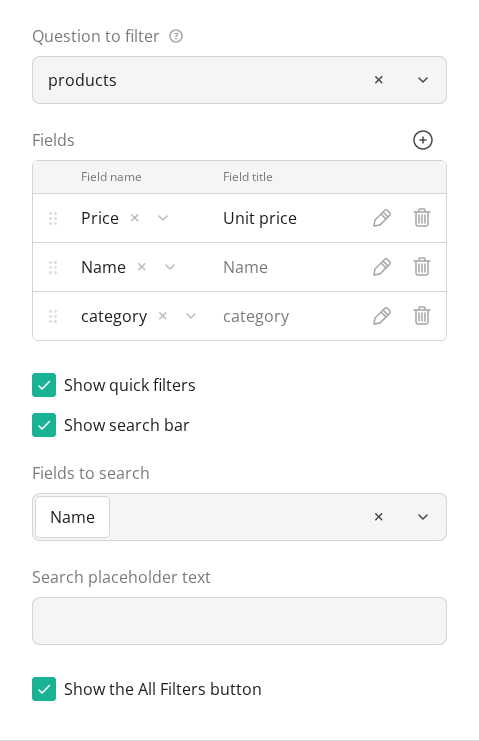 Question to filter ?
products
Fields
Field name Field title
Price Unit price
Name Name
category category
Show quick filters
Show search bar
Fields to search
Name
Search placeholder text
Show the All Filters button